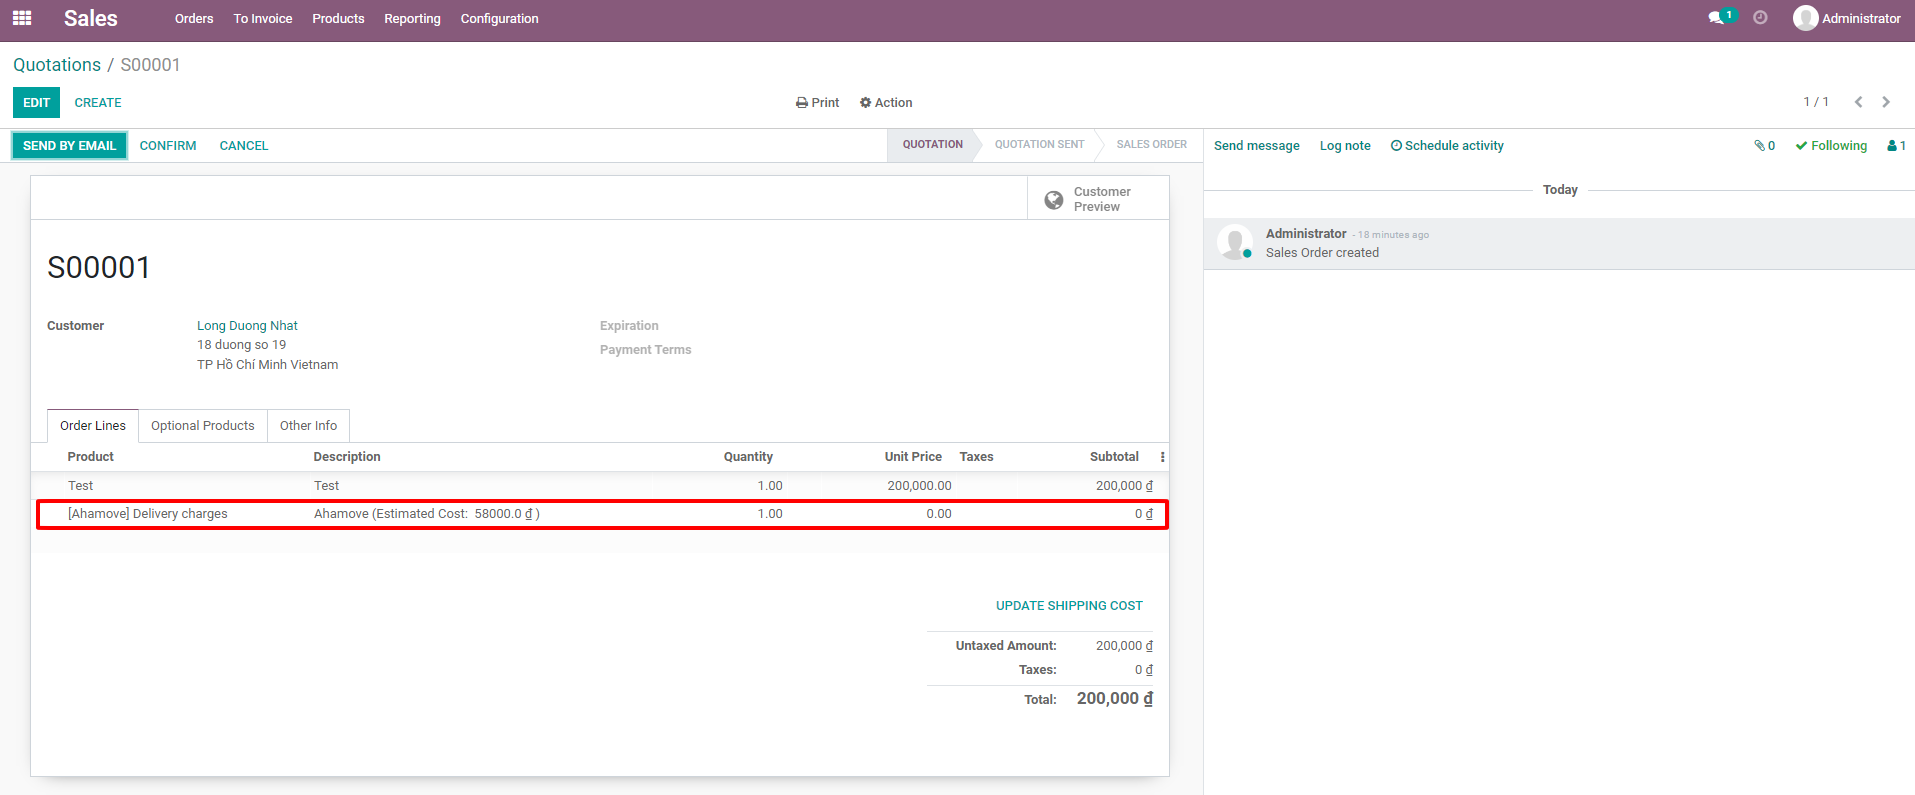 Sales Orders To Invoice Products Reporting Configuration 1 Administrator
Quotations / S00001
EDIT CREATE Print Action 1 / 1
SEND BY EMAIL CONFIRM CANCEL QUOTATION QUOTATION SENT SALES ORDER Send message Log note Schedule activity 0 Following 1
Customer
Preview
Today
Administrator - 18 minutes ago
Sales Order created
S00001
Customer Long Duong Nhat Expiration
18 duong so 19
Payment Terms
TP Hồ Chí Minh Vietnam
Order Lines Optional Products Other Info
Product Description Quantity Unit Price Taxes Subtotal
Test Test 1.00 200,000.00 200,000 ₫
[Ahamove] Delivery charges Ahamove (Estimated Cost: 58000.0 ₫ ) 1.00 0.00 0 ₫
UPDATE SHIPPING COST
Untaxed Amount: 200,000 ₫
Taxes: 0 ₫
Total: 200,000 ₫